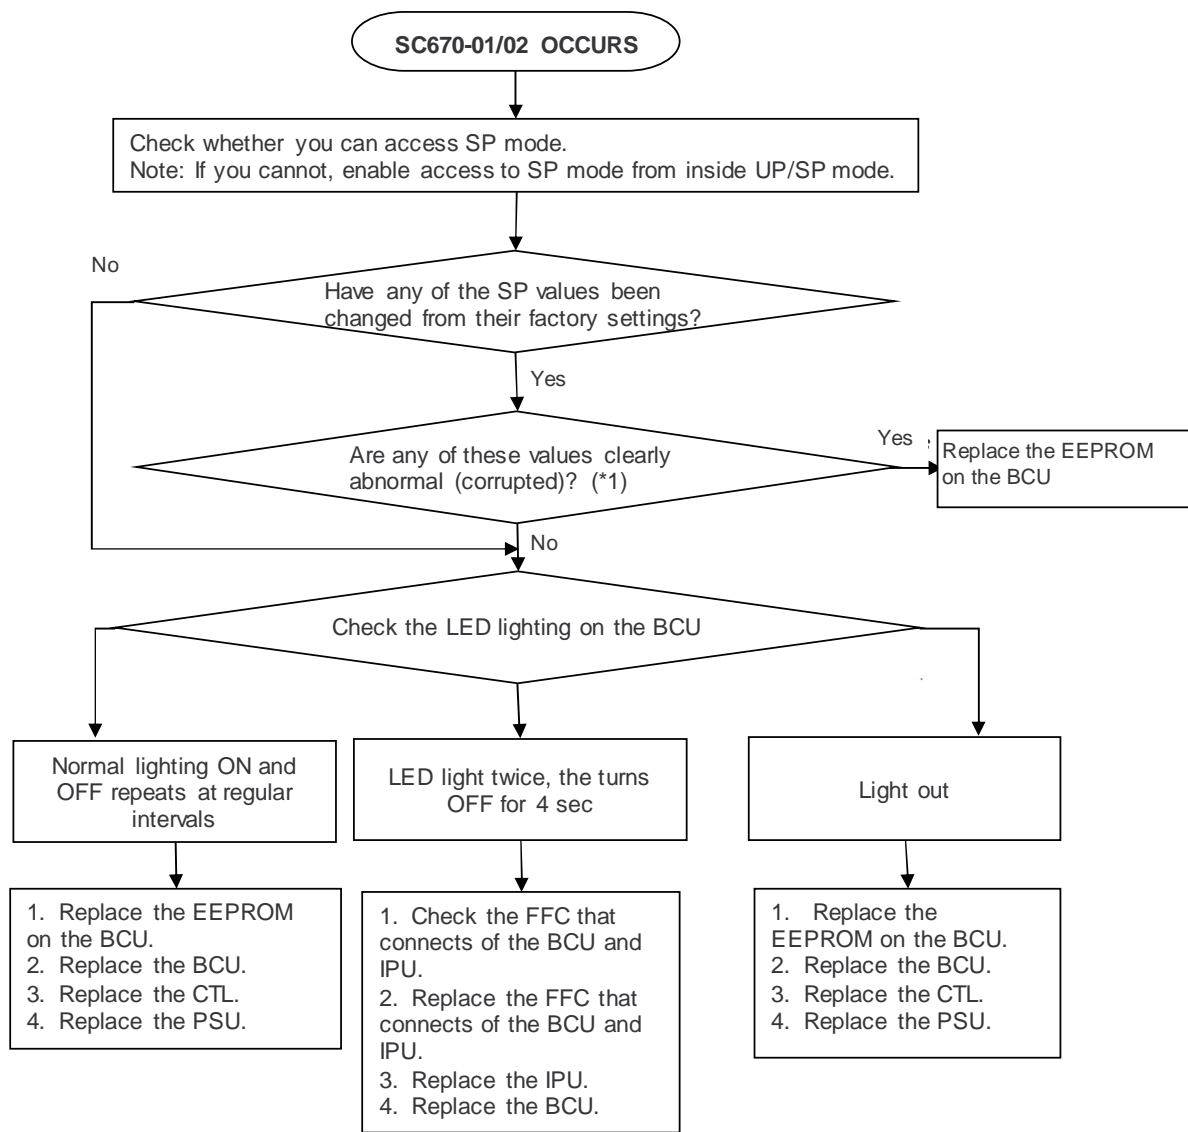 SC670-01/02 OCCURS
Check whether you can access SP mode.
Note: If you cannot, enable access to SP mode from inside UP/SP mode.
No
Have any of the SP values been
changed from their factory settings?
Yes
Are any of these values clearly
abnormal (corrupted)? (*1)
Yes
Replace the EEPROM
on the BCU
No
Check the LED lighting on the BCU
Normal lighting ON and
OFF repeats at regular
intervals
LED light twice, the turns
OFF for 4 sec
Light out
1. Replace the EEPROM
on the BCU.
2. Replace the BCU.
3. Replace the CTL.
4. Replace the PSU.
1. Check the FFC that
connects of the BCU and
IPU.
2. Replace the FFC that
connects of the BCU and
IPU.
3. Replace the IPU.
4. Replace the BCU.
1. Replace the
EEPROM on the BCU.
2. Replace the BCU.
3. Replace the CTL.
4. Replace the PSU.